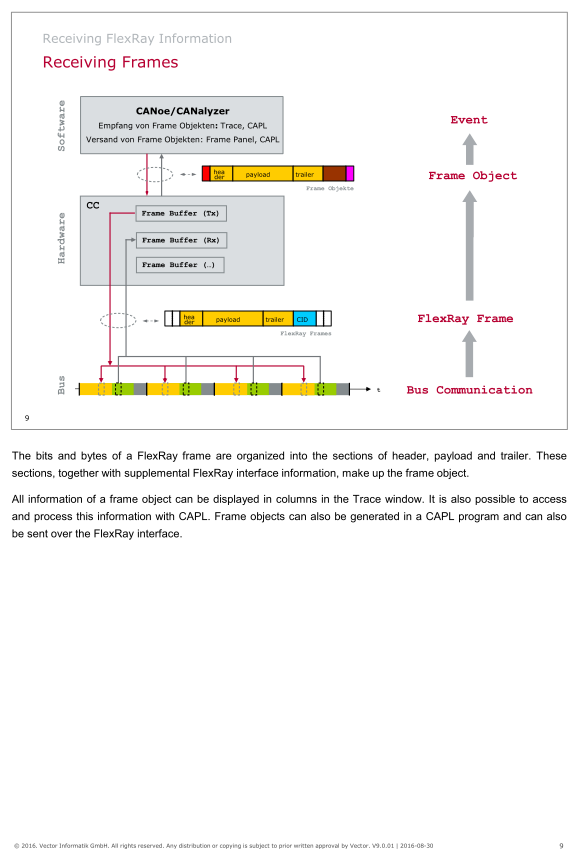 Receiving FlexRay Information
Receiving Frames
Software
CANoe/CANalyzer
Empfang von Frame Objekten: Trace, CAPL
Versand von Frame Objekten: Frame Panel, CAPL
Event
hea
der
payload
trailer
Frame Objekte
Frame Object
Hardware
CC
Frame Buffer (Tx)
Frame Buffer (Rx)
Frame Buffer (…)
hea
der
payload
trailer
CID
FlexRay Frames
FlexRay Frame
Bus
t
Bus Communication
9
The bits and bytes of a FlexRay frame are organized into the sections of header, payload and trailer. These
sections, together with supplemental FlexRay interface information, make up the frame object.
All information of a frame object can be displayed in columns in the Trace window. It is also possible to access
and process this information with CAPL. Frame objects can also be generated in a CAPL program and can also
be sent over the FlexRay interface.
© 2016. Vector Informatik GmbH. All rights reserved. Any distribution or copying is subject to prior written approval by Vector. V9.0.01 | 2016-08-30
9